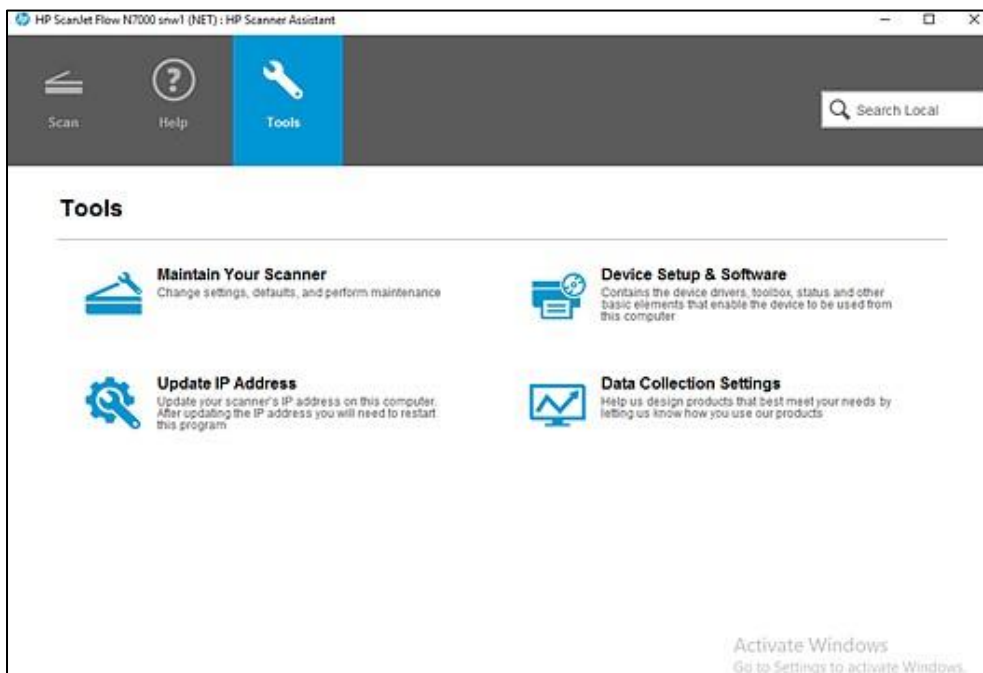 HP ScanJet Flow N7000 snw1 (NET) : HP Scanner Assistant
Scan
Help
Tools
Search Local
Tools
Maintain Your Scanner
Change settings, defaults, and perform maintenance
Device Setup & Software
Contains the device drivers, toolbox, status and other
basic elements that enable the device to be used from
this computer
Update IP Address
Update your scanner's IP address on this computer.
After updating the IP address you will need to restart
this program
Data Collection Settings
Help us design products that best meet your needs by
letting us know how you use our products
Activate Windows
Go to Settings to activate Windows.